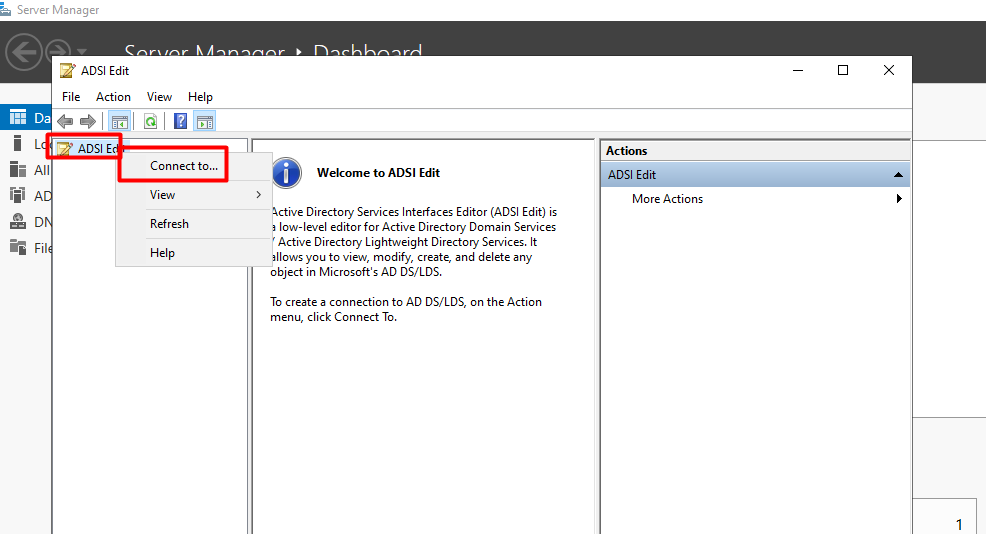 Server Manager
Server Manager ‣ Dashboard
ADSI Edit
File Action View Help
Da
Lo
All
AD
DN
File
ADSI Edit
Connect to...
View
Refresh
Help
Welcome to ADSI Edit
Active Directory Services Interfaces Editor (ADSI Edit) is
a low-level editor for Active Directory Domain Services
/ Active Directory Lightweight Directory Services. It
allows you to view, modify, create, and delete any
object in Microsoft's AD DS/LDS.
To create a connection to AD DS/LDS, on the Action
menu, click Connect To.
Actions
ADSI Edit
More Actions
1